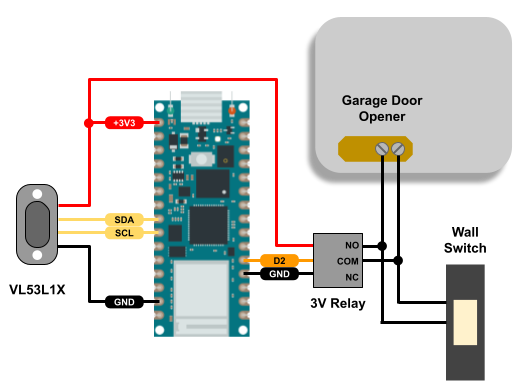 Garage Door
Opener
+3V3
SDA
SCL
VL53L1X
GND
D2
GND
NO
COM
NC
3V Relay
Wall
Switch